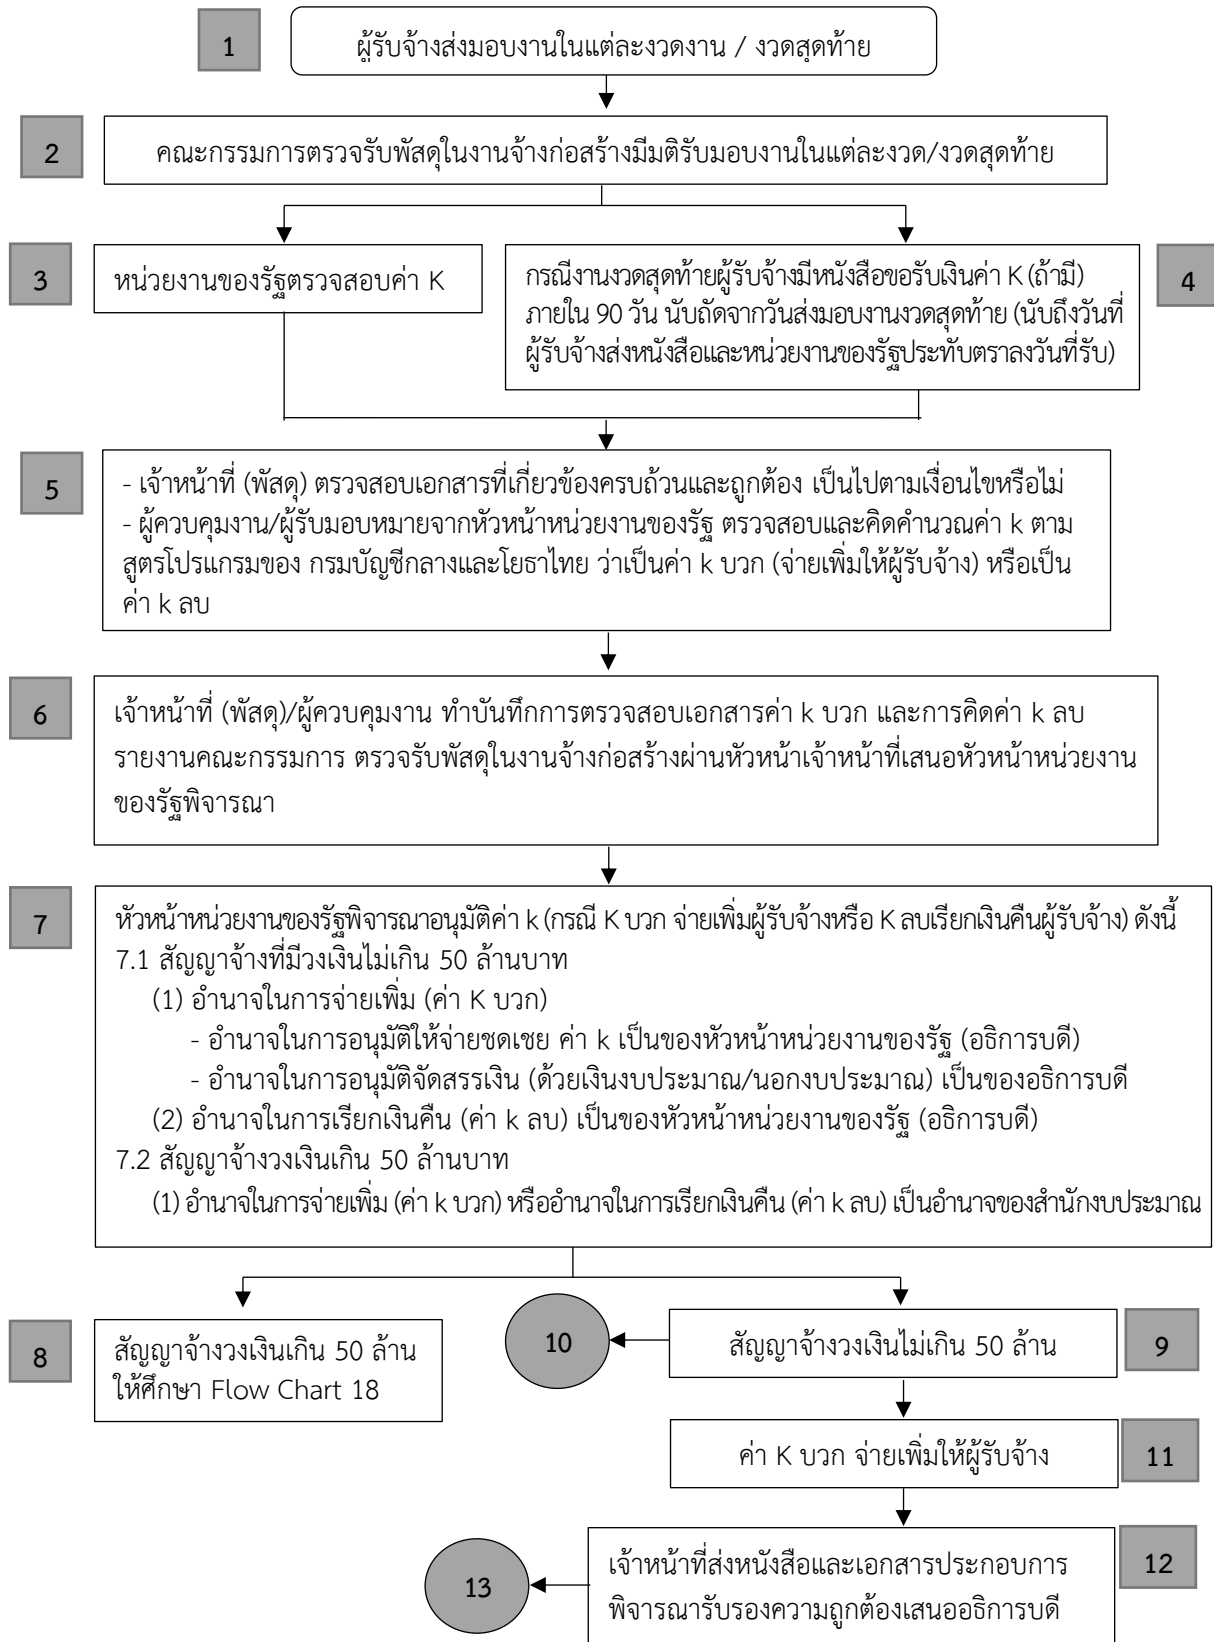 1
ผู้รับจ้างส่งมอบงานในแต่ละงวดงาน / งวดสุดท้าย
2
คณะกรรมการตรวจรับพัสดุในงานจ้างก่อสร้างมีมติรับมอบงานในแต่ละงวด/งวดสุดท้าย
3
หน่วยงานของรัฐตรวจสอบค่า K
กรณีงานงวดสุดท้ายผู้รับจ้างมีหนังสือขอรับเงินค่า K (ถ้ามี)
ภายใน 90 วัน นับถัดจากวันส่งมอบงานงวดสุดท้าย (นับถึงวันที่
ผู้รับจ้างส่งหนังสือและหน่วยงานของรัฐประทับตราลงวันที่รับ)
4
5
- เจ้าหน้าที่ (พัสดุ) ตรวจสอบเอกสารที่เกี่ยวข้องครบถ้วนและถูกต้อง เป็นไปตามเงื่อนไขหรือไม่
- ผู้ควบคุมงาน/ผู้รับมอบหมายจากหัวหน้าหน่วยงานของรัฐ ตรวจสอบและคิดคำนวณค่า k ตาม
สูตรโปรแกรมของ กรมบัญชีกลางและโยธาไทย ว่าเป็นค่า k บวก (จ่ายเพิ่มให้ผู้รับจ้าง) หรือเป็น
ค่า k ลบ
6
เจ้าหน้าที่ (พัสดุ)/ผู้ควบคุมงาน ทำบันทึกการตรวจสอบเอกสารค่า k บวก และการคิดค่า k ลบ
รายงานคณะกรรมการ ตรวจรับพัสดุในงานจ้างก่อสร้างผ่านหัวหน้าเจ้าหน้าที่เสนอหัวหน้าหน่วยงาน
ของรัฐพิจารณา
7
หัวหน้าหน่วยงานของรัฐพิจารณาอนุมัติค่า k (กรณี K บวก จ่ายเพิ่มผู้รับจ้างหรือ K ลบเรียกเงินคืนผู้รับจ้าง) ดังนี้
7.1 สัญญาจ้างที่มีวงเงินไม่เกิน 50 ล้านบาท
(1) อำนาจในการจ่ายเพิ่ม (ค่า K บวก)
- อำนาจในการอนุมัติให้จ่ายชดเชย ค่า k เป็นของหัวหน้าหน่วยงานของรัฐ (อธิการบดี)
- อำนาจในการอนุมัติจัดสรรเงิน (ด้วยเงินงบประมาณ/นอกงบประมาณ) เป็นของอธิการบดี
(2) อำนาจในการเรียกเงินคืน (ค่า k ลบ) เป็นของหัวหน้าหน่วยงานของรัฐ (อธิการบดี)
7.2 สัญญาจ้างวงเงินเกิน 50 ล้านบาท
(1) อำนาจในการจ่ายเพิ่ม (ค่า k บวก) หรืออำนาจในการเรียกเงินคืน (ค่า k ลบ) เป็นอำนาจของสำนักงบประมาณ
8
สัญญาจ้างวงเงินเกิน 50 ล้าน
ให้ศึกษา Flow Chart 18
10
สัญญาจ้างวงเงินไม่เกิน 50 ล้าน
9
ค่า K บวก จ่ายเพิ่มให้ผู้รับจ้าง
11
13
เจ้าหน้าที่ส่งหนังสือและเอกสารประกอบการ
พิจารณารับรองความถูกต้องเสนออธิการบดี
12